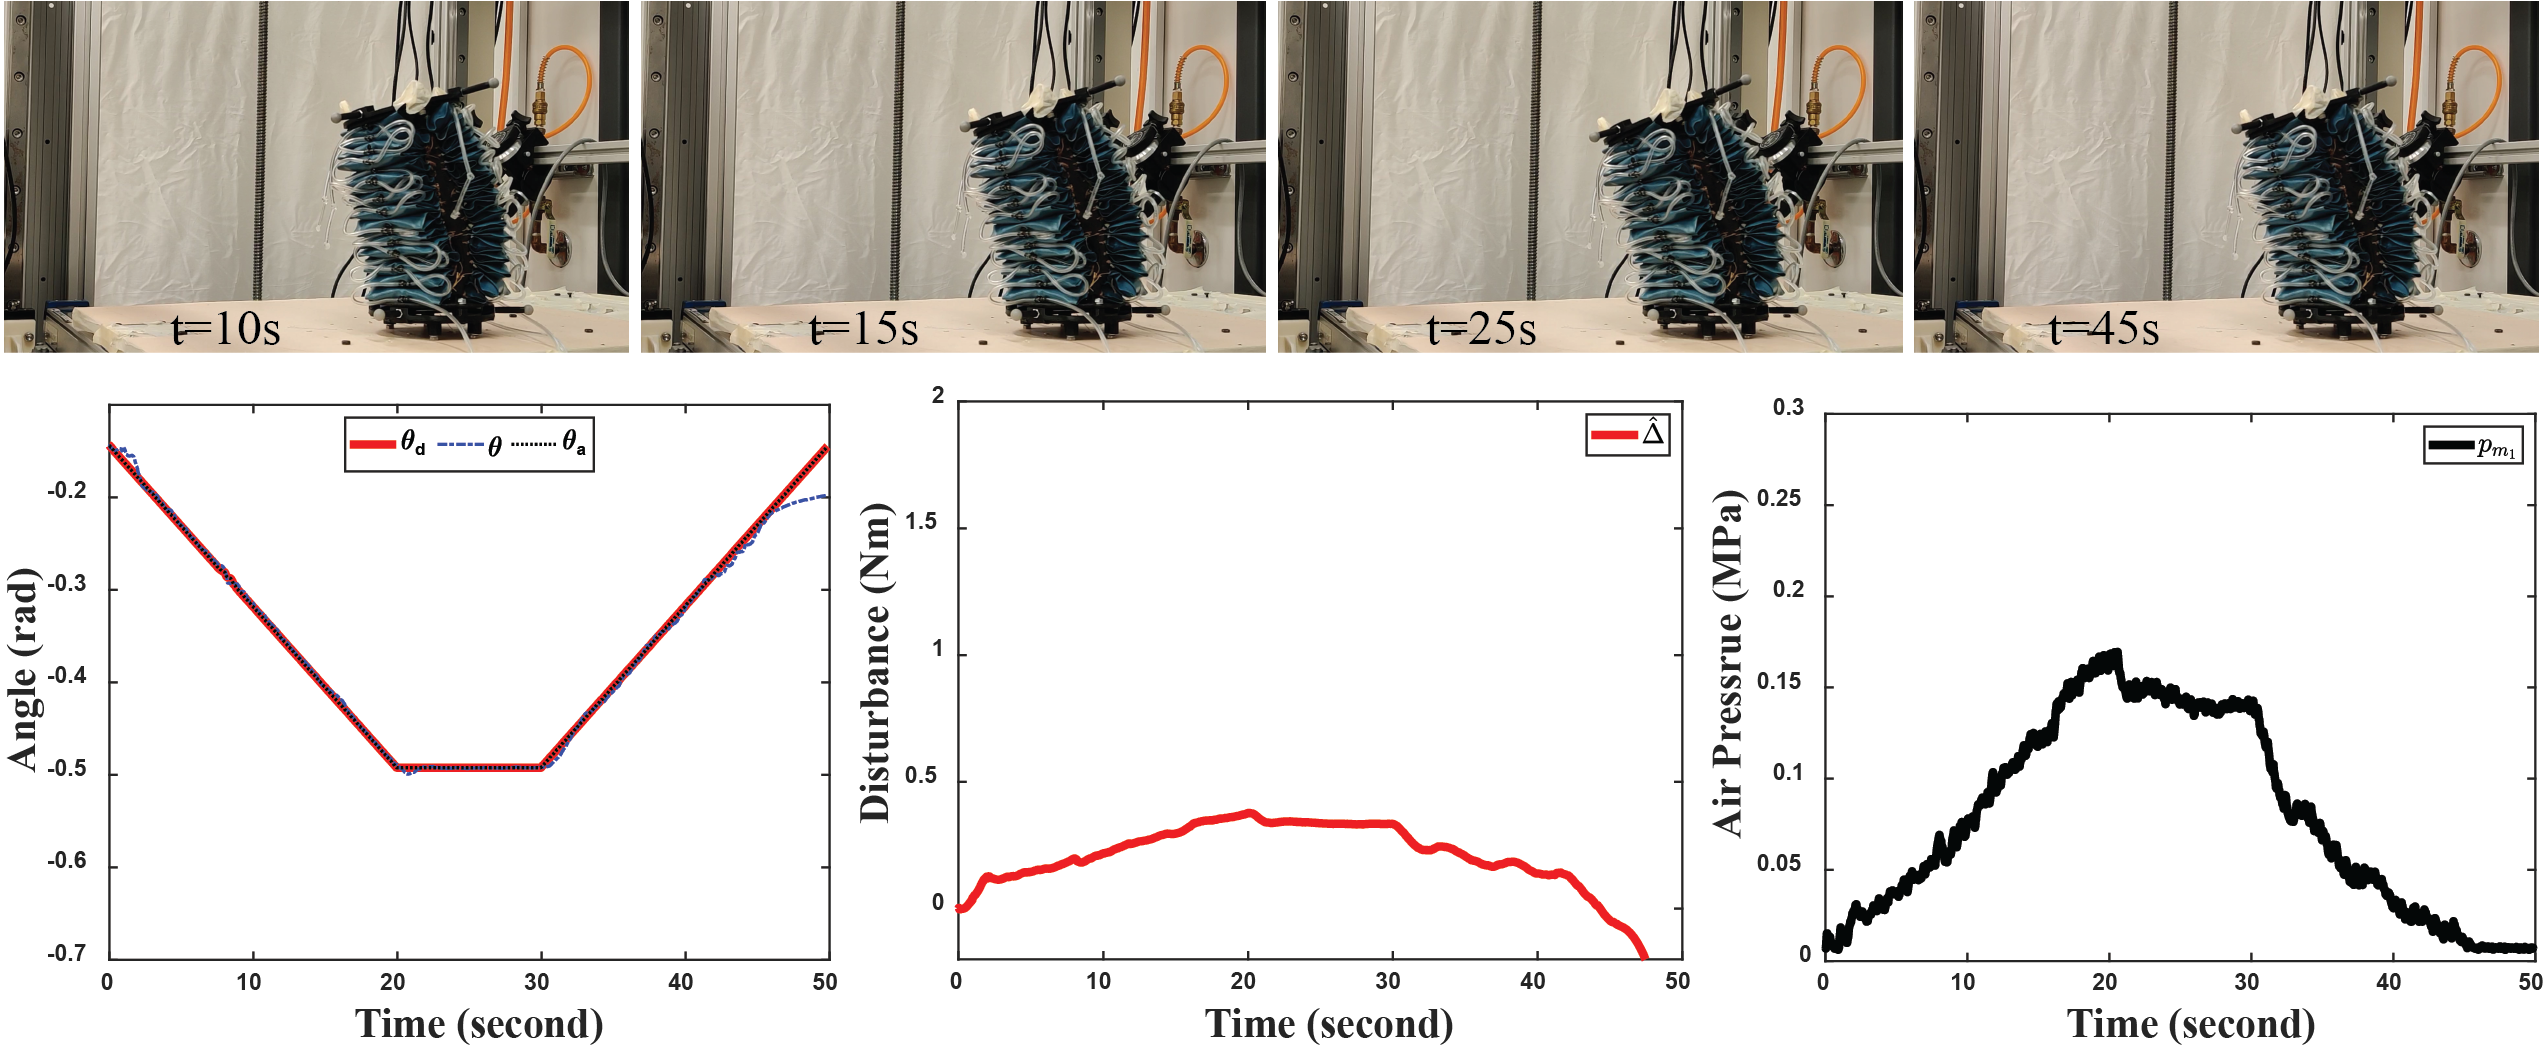 t=10s
t=15s
t=25s
t=45s
θd θ θa
-0.2
-0.3
-0.4
-0.5
-0.6
-0.7
0 10 20 30 40 50
Angle (rad)
Time (second)
Δ̂
2
1.5
1
0.5
0
0 10 20 30 40 50
Disturbance (Nm)
Time (second)
pm1
0.3
0.25
0.2
0.15
0.1
0.05
0
0 10 20 30 40 50
Air Pressrue (MPa)
Time (second)